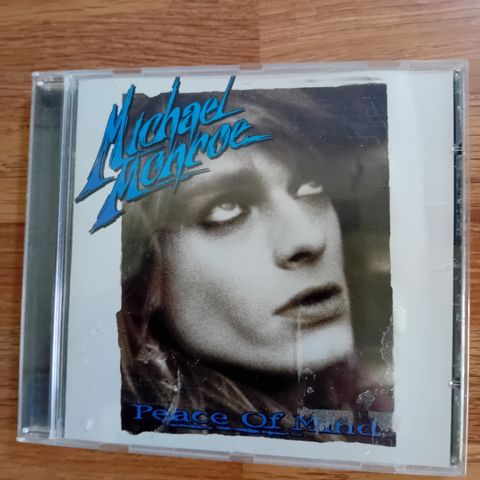 Michael
Monroe
Peace Of Mind